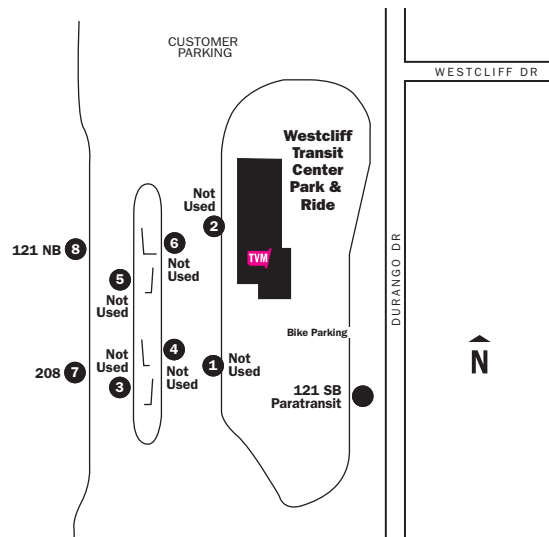 CUSTOMER
PARKING
WESTCLIFF DR
Westcliff
Transit
Center
Park &
Ride
Not
Used
2
121 NB 8
6
Not
Used
5
Not
Used
TVM
DURANGO DR
Bike Parking
N
Not
Used
3
4
Not
Used
1
Not
Used
208 7
121 SB
Paratransit